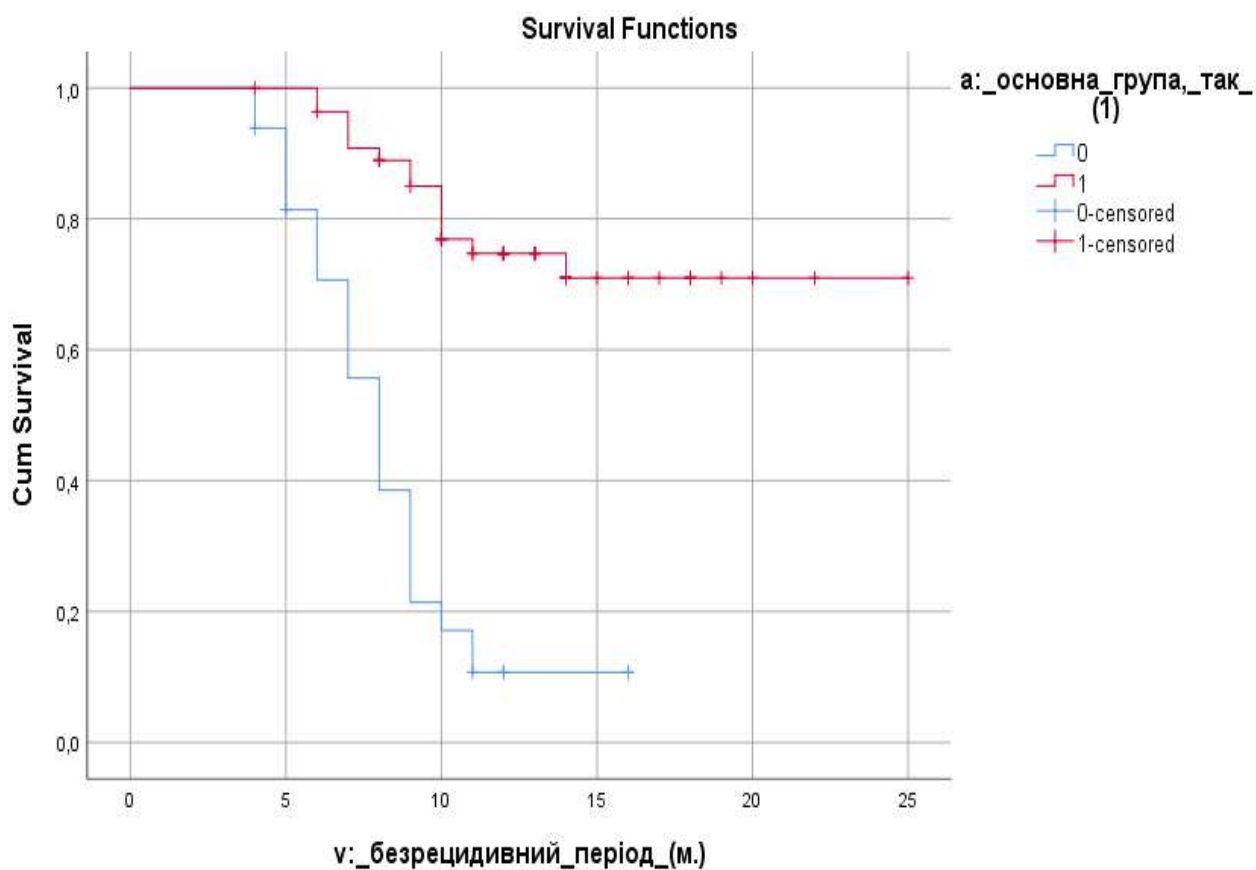 Survival Functions
a:_основна_група,_так_
(1)
0
1
0-censored
1-censored
1,0
0,8
0,6
0,4
0,2
0,0
Cum Survival
0 5 10 15 20 25
v:_безрецидивний_період_(м.)